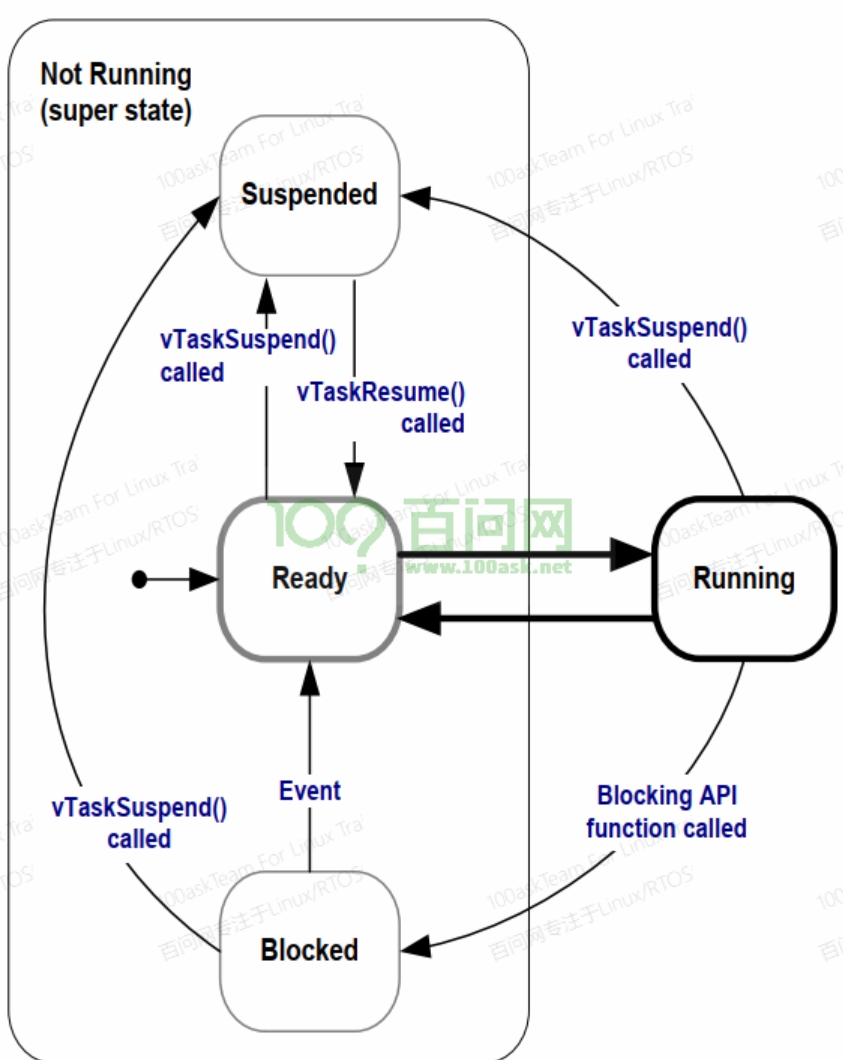 Not Running
(super state)
Suspended
vTaskSuspend()
called
vTaskResume()
called
vTaskSuspend()
called
100ask 百问网
www.100ask.net
Ready
Running
Event
vTaskSuspend()
called
Blocking API
function called
Blocked
100askTeam For Linux Tra
百问网专注于Linux/RTOS